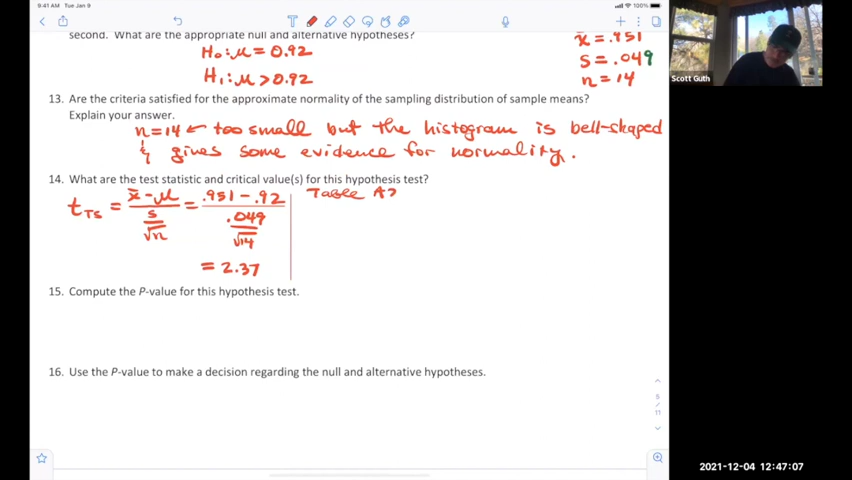 9:41 AM Tue Jan 9
100%
second. What are the appropriate null and alternative hypotheses?
H₀: μ = 0.92
H₁: μ > 0.92
x̄ = .951
s = .049
n = 14
Scott Guth
13. Are the criteria satisfied for the approximate normality of the sampling distribution of sample means?
Explain your answer.
n = 14 ← too small but the histogram is bell-shaped
& gives some evidence for normality.
14. What are the test statistic and critical value(s) for this hypothesis test?
t_TS = (x̄ - μ) / (s/√n) = (.951 - .92) / (.049/√14)
Table A
= 2.37
15. Compute the P-value for this hypothesis test.
16. Use the P-value to make a decision regarding the null and alternative hypotheses.
2021-12-04 12:47:07